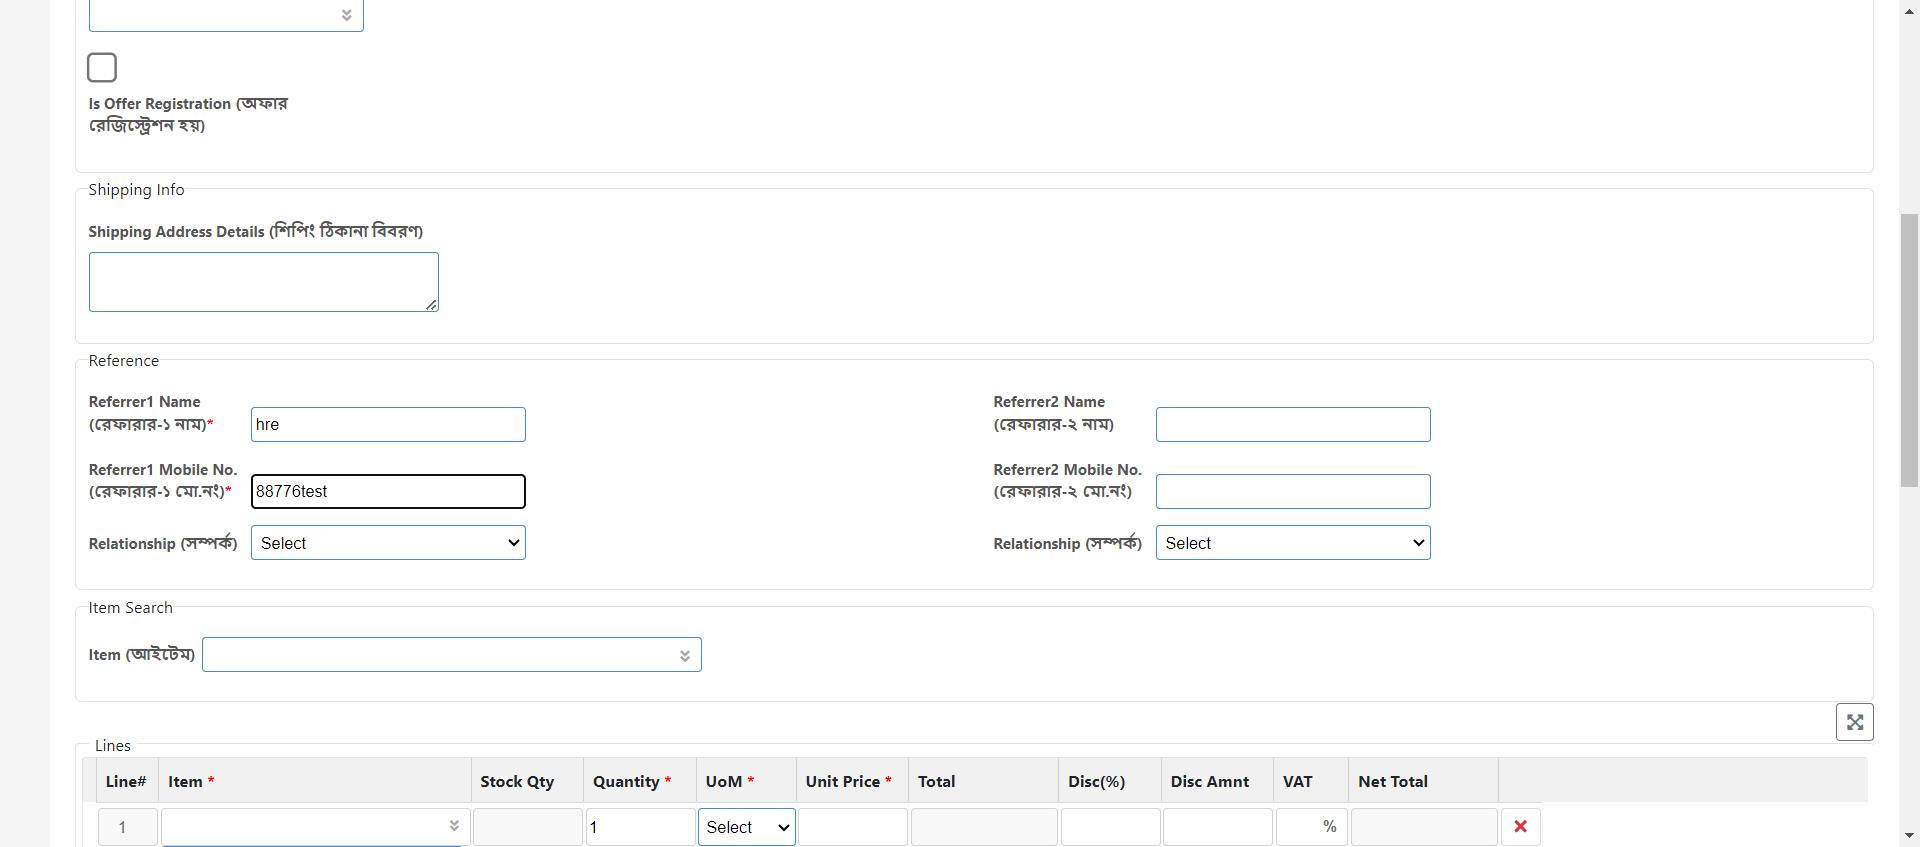 Is Offer Registration (অফার
রেজিস্ট্রেশন হয়)
Shipping Info
Shipping Address Details (শিপিং ঠিকানা বিবরণ)
Reference
Referrer1 Name
(রেফারার-১ নাম)*
hre
Referrer2 Name
(রেফারার-২ নাম)
Referrer1 Mobile No.
(রেফারার-১ মো.নং)*
88776test
Referrer2 Mobile No.
(রেফারার-২ মো.নং)
Relationship (সম্পর্ক)
Select
Relationship (সম্পর্ক)
Select
Item Search
Item (আইটেম)
Lines
Line# Item * Stock Qty Quantity * UoM * Unit Price * Total Disc(%) Disc Amnt VAT Net Total
1 1 Select %